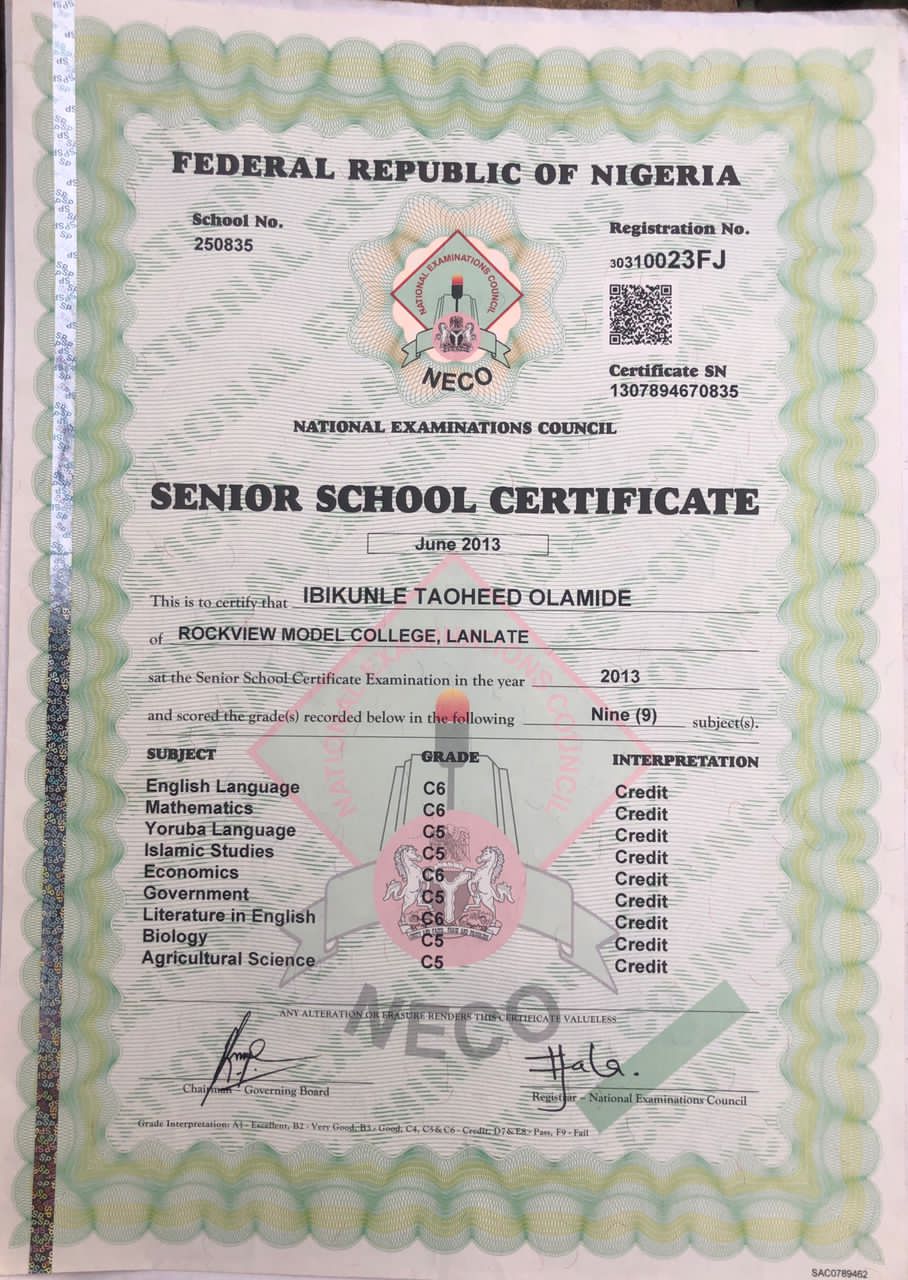 FEDERAL REPUBLIC OF NIGERIA
School No.
250835
Registration No.
30310023FJ
NATIONAL EXAMINATIONS COUNCIL
NECO
Certificate SN
1307894670835
NATIONAL EXAMINATIONS COUNCIL
SENIOR SCHOOL CERTIFICATE
June 2013
This is to certify that IBIKUNLE TAOHEED OLAMIDE
of ROCKVIEW MODEL COLLEGE, LANLATE
sat the Senior School Certificate Examination in the year 2013
and scored the grade(s) recorded below in the following Nine (9) subject(s).
SUBJECT GRADE INTERPRETATION
English Language C6 Credit
Mathematics C6 Credit
Yoruba Language C5 Credit
Islamic Studies C5 Credit
Economics C6 Credit
Government C5 Credit
Literature in English C6 Credit
Biology C5 Credit
Agricultural Science C5 Credit
NATIONAL EXAMINATIONS COUNCIL
NECO
ANY ALTERATION OR ERASURE RENDERS THIS CERTIFICATE VALUELESS
Chairman – Governing Board
Registrar – National Examinations Council
Grade Interpretation: A1 - Excellent, B2 - Very Good, B3 - Good, C4, C5 & C6 - Credit, D7 & E8 - Pass, F9 - Fail
SAC0789462